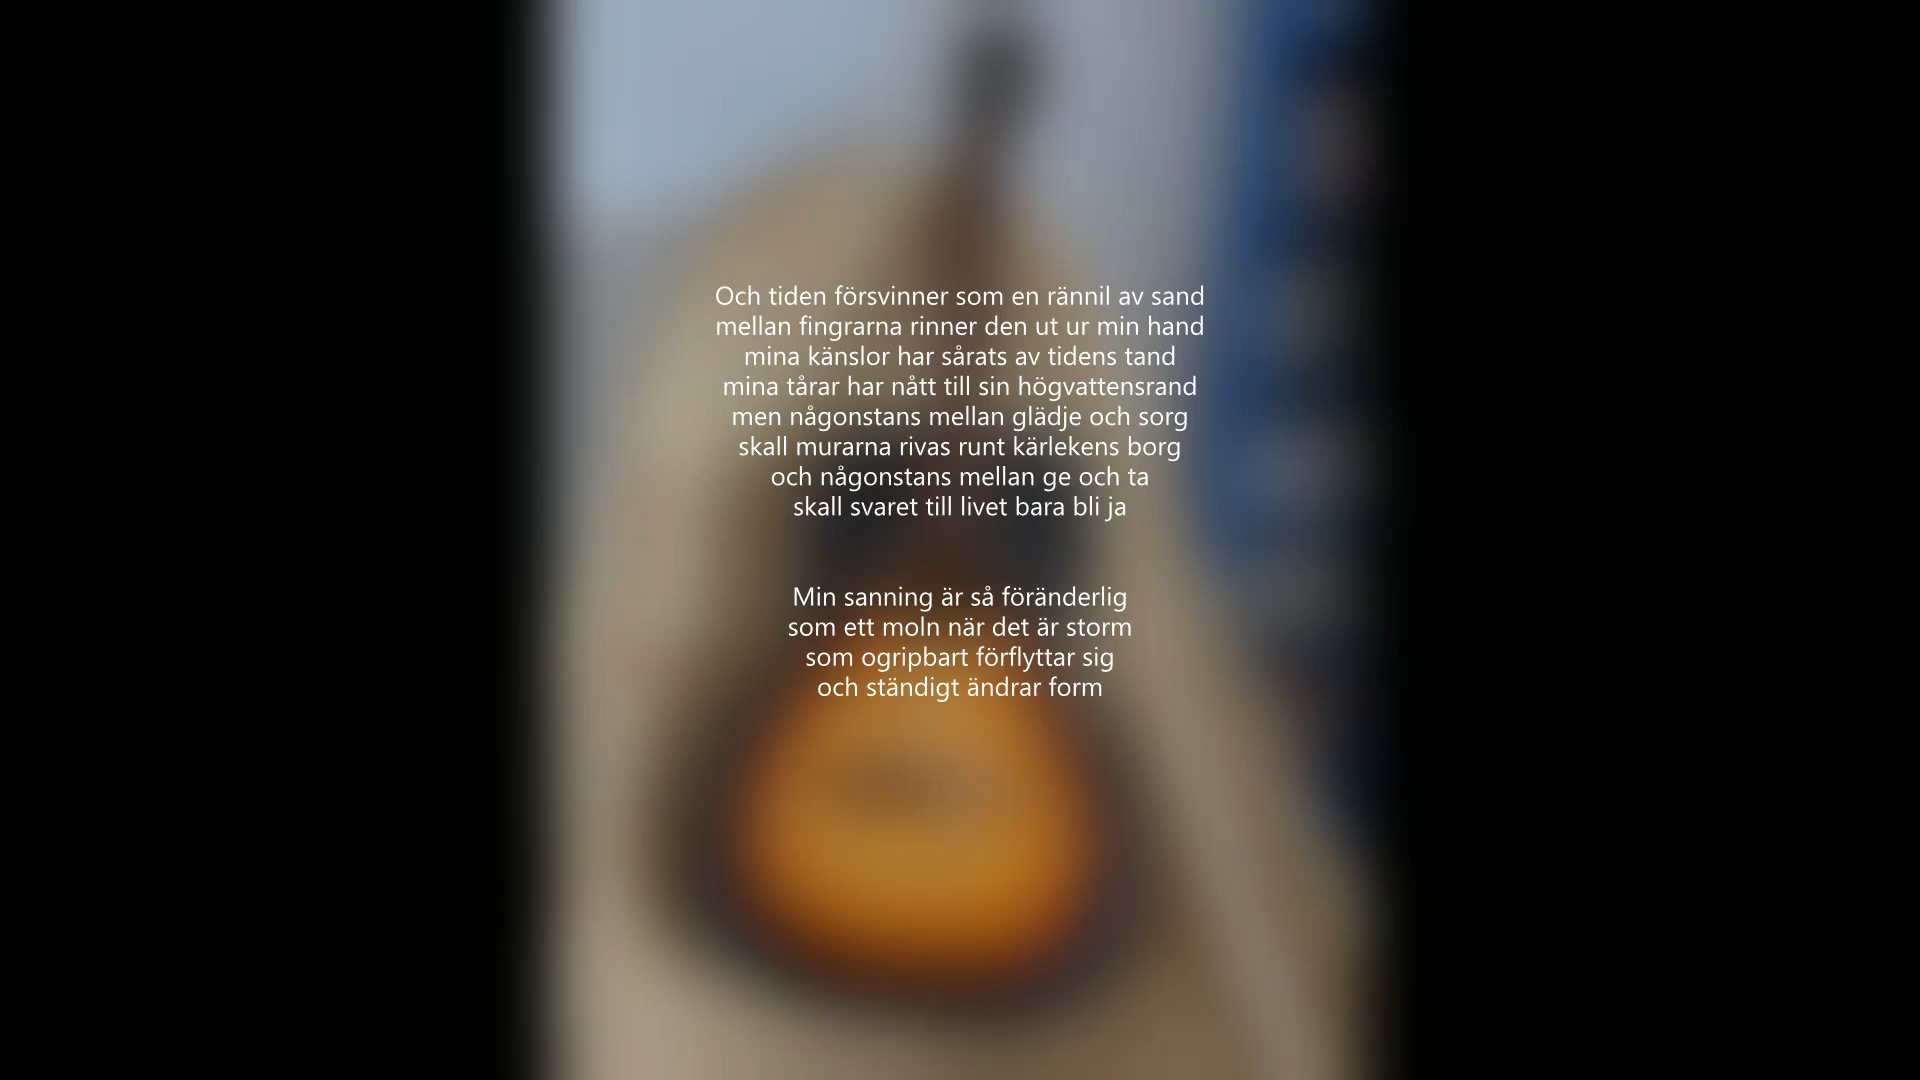 Och tiden försvinner som en rännil av sand
mellan fingrarna rinner den ut ur min hand
mina känslor har sårats av tidens tand
mina tårar har nått till sin högvattensrand
men någonstans mellan glädje och sorg
skall murarna rivas runt kärlekens borg
och någonstans mellan ge och ta
skall svaret till livet bara bli ja
Min sanning är så föränderlig
som ett moln när det är storm
som ogripbart förflyttar sig
och ständigt ändrar form